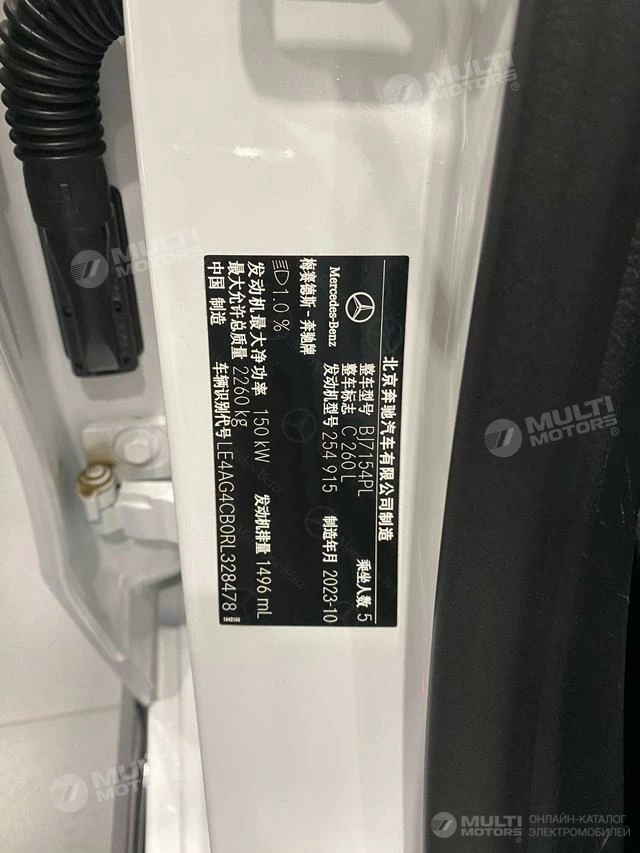 北京奔驰汽车有限公司制造
Mercedes-Benz
梅赛德斯-奔驰牌
整车型号 BJ7154PL 乘坐人数 5
整车标志 C 260 L
发动机型号 254 915 制造年月 2023-10
1.0 %
发动机最大净功率 150 kW 发动机排量 1496 mL
最大允许总质量 2260 kg
中国 制造 车辆识别代号 LE4AG4CB0RL328478
1648166
MULTI MOTORS®
MULTI MOTORS®
MULTI MOTORS®
MULTI MOTORS®
MULTI MOTORS®
ОНЛАЙН-КАТАЛОГ
ЭЛЕКТРОМОБИЛЕЙ